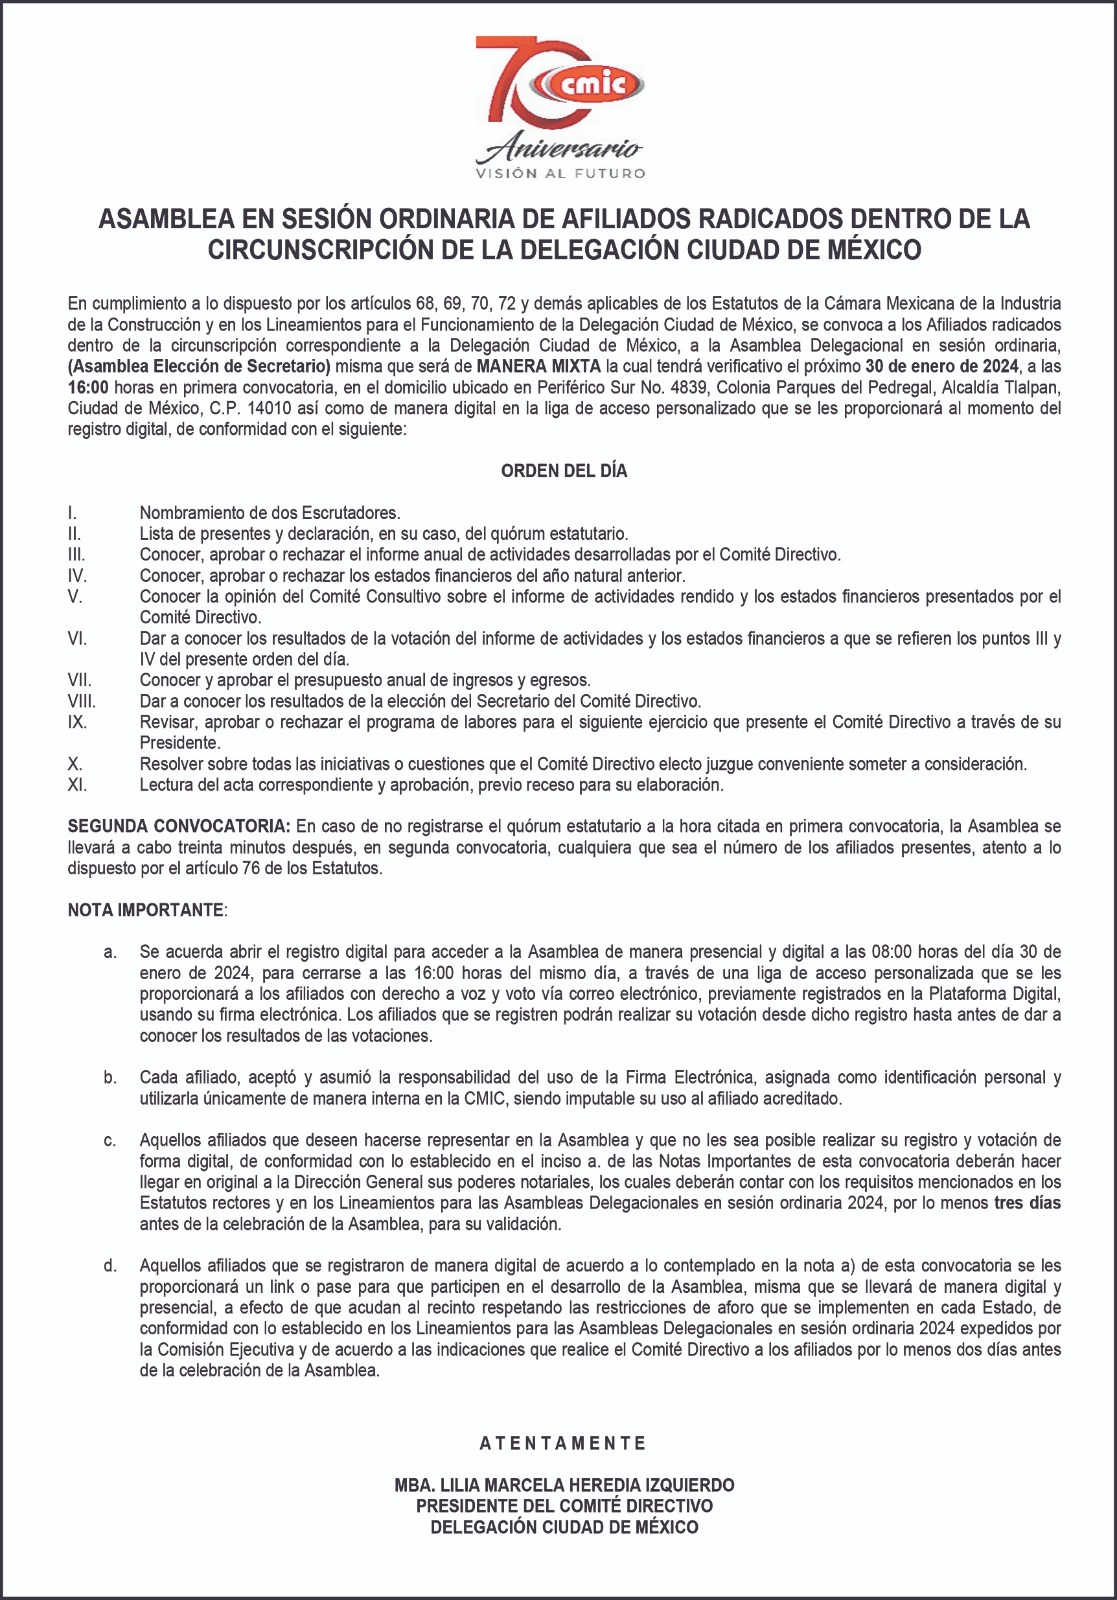 70 cmic
Aniversario
VISIÓN AL FUTURO
ASAMBLEA EN SESIÓN ORDINARIA DE AFILIADOS RADICADOS DENTRO DE LA
CIRCUNSCRIPCIÓN DE LA DELEGACIÓN CIUDAD DE MÉXICO
En cumplimiento a lo dispuesto por los artículos 68, 69, 70, 72 y demás aplicables de los Estatutos de la Cámara Mexicana de la Industria
de la Construcción y en los Lineamientos para el Funcionamiento de la Delegación Ciudad de México, se convoca a los Afiliados radicados
dentro de la circunscripción correspondiente a la Delegación Ciudad de México, a la Asamblea Delegacional en sesión ordinaria,
(Asamblea Elección de Secretario) misma que será de MANERA MIXTA la cual tendrá verificativo el próximo 30 de enero de 2024, a las
16:00 horas en primera convocatoria, en el domicilio ubicado en Periférico Sur No. 4839, Colonia Parques del Pedregal, Alcaldía Tlalpan,
Ciudad de México, C.P. 14010 así como de manera digital en la liga de acceso personalizado que se les proporcionará al momento del
registro digital, de conformidad con el siguiente:
ORDEN DEL DÍA
I. Nombramiento de dos Escrutadores.
II. Lista de presentes y declaración, en su caso, del quórum estatutario.
III. Conocer, aprobar o rechazar el informe anual de actividades desarrolladas por el Comité Directivo.
IV. Conocer, aprobar o rechazar los estados financieros del año natural anterior.
V. Conocer la opinión del Comité Consultivo sobre el informe de actividades rendido y los estados financieros presentados por el
Comité Directivo.
VI. Dar a conocer los resultados de la votación del informe de actividades y los estados financieros a que se refieren los puntos III y
IV del presente orden del día.
VII. Conocer y aprobar el presupuesto anual de ingresos y egresos.
VIII. Dar a conocer los resultados de la elección del Secretario del Comité Directivo.
IX. Revisar, aprobar o rechazar el programa de labores para el siguiente ejercicio que presente el Comité Directivo a través de su
Presidente.
X. Resolver sobre todas las iniciativas o cuestiones que el Comité Directivo electo juzgue conveniente someter a consideración.
XI. Lectura del acta correspondiente y aprobación, previo receso para su elaboración.
SEGUNDA CONVOCATORIA: En caso de no registrarse el quórum estatutario a la hora citada en primera convocatoria, la Asamblea se
llevará a cabo treinta minutos después, en segunda convocatoria, cualquiera que sea el número de los afiliados presentes, atento a lo
dispuesto por el artículo 76 de los Estatutos.
NOTA IMPORTANTE:
a. Se acuerda abrir el registro digital para acceder a la Asamblea de manera presencial y digital a las 08:00 horas del día 30 de
enero de 2024, para cerrarse a las 16:00 horas del mismo día, a través de una liga de acceso personalizada que se les
proporcionará a los afiliados con derecho a voz y voto vía correo electrónico, previamente registrados en la Plataforma Digital,
usando su firma electrónica. Los afiliados que se registren podrán realizar su votación desde dicho registro hasta antes de dar a
conocer los resultados de las votaciones.
b. Cada afiliado, aceptó y asumió la responsabilidad del uso de la Firma Electrónica, asignada como identificación personal y
utilizarla únicamente de manera interna en la CMIC, siendo imputable su uso al afiliado acreditado.
c. Aquellos afiliados que deseen hacerse representar en la Asamblea y que no les sea posible realizar su registro y votación de
forma digital, de conformidad con lo establecido en el inciso a. de las Notas Importantes de esta convocatoria deberán hacer
llegar en original a la Dirección General sus poderes notariales, los cuales deberán contar con los requisitos mencionados en los
Estatutos rectores y en los Lineamientos para las Asambleas Delegacionales en sesión ordinaria 2024, por lo menos tres días
antes de la celebración de la Asamblea, para su validación.
d. Aquellos afiliados que se registraron de manera digital de acuerdo a lo contemplado en la nota a) de esta convocatoria se les
proporcionará un link o pase para que participen en el desarrollo de la Asamblea, misma que se llevará de manera digital y
presencial, a efecto de que acudan al recinto respetando las restricciones de aforo que se implementen en cada Estado, de
conformidad con lo establecido en los Lineamientos para las Asambleas Delegacionales en sesión ordinaria 2024 expedidos por
la Comisión Ejecutiva y de acuerdo a las indicaciones que realice el Comité Directivo a los afiliados por lo menos dos días antes
de la celebración de la Asamblea.
A T E N T A M E N T E
MBA. LILIA MARCELA HEREDIA IZQUIERDO
PRESIDENTE DEL COMITÉ DIRECTIVO
DELEGACIÓN CIUDAD DE MÉXICO